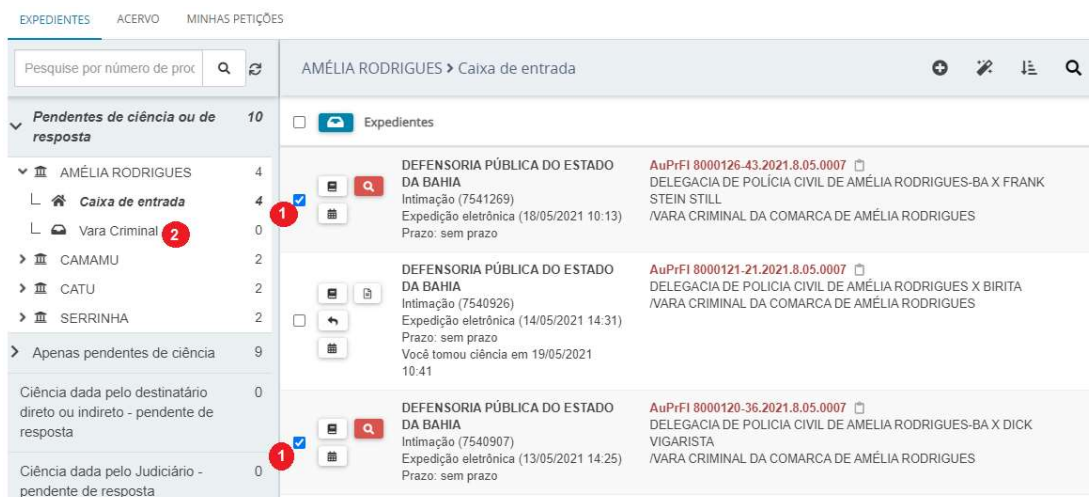 EXPEDIENTES ACERVO MINHAS PETIÇÕES
Pesquise por número de proc
AMÉLIA RODRIGUES > Caixa de entrada
Pendentes de ciência ou de resposta 10
AMÉLIA RODRIGUES 4
Caixa de entrada 4
Vara Criminal 2 0
CAMAMU 2
CATU 2
SERRINHA 2
Apenas pendentes de ciência 9
Ciência dada pelo destinatário 0
direto ou indireto - pendente de
resposta
Ciência dada pelo Judiciário - 0
pendente de resposta
Expedientes
1
DEFENSORIA PÚBLICA DO ESTADO
DA BAHIA
Intimação (7541269)
Expedição eletrônica (18/05/2021 10:13)
Prazo: sem prazo
AuPrFl 8000126-43.2021.8.05.0007
DELEGACIA DE POLÍCIA CIVIL DE AMÉLIA RODRIGUES-BA X FRANK
STEIN STILL
/VARA CRIMINAL DA COMARCA DE AMÉLIA RODRIGUES
DEFENSORIA PÚBLICA DO ESTADO
DA BAHIA
Intimação (7540926)
Expedição eletrônica (14/05/2021 14:31)
Prazo: sem prazo
Você tomou ciência em 19/05/2021
10:41
AuPrFl 8000121-21.2021.8.05.0007
DELEGACIA DE POLICIA CIVIL DE AMÉLIA RODRIGUES X BIRITA
/VARA CRIMINAL DA COMARCA DE AMÉLIA RODRIGUES
1
DEFENSORIA PÚBLICA DO ESTADO
DA BAHIA
Intimação (7540907)
Expedição eletrônica (13/05/2021 14:25)
Prazo: sem prazo
AuPrFl 8000120-36.2021.8.05.0007
DELEGACIA DE POLICIA CIVIL DE AMÉLIA RODRIGUES-BA X DICK
VIGARISTA
/VARA CRIMINAL DA COMARCA DE AMÉLIA RODRIGUES